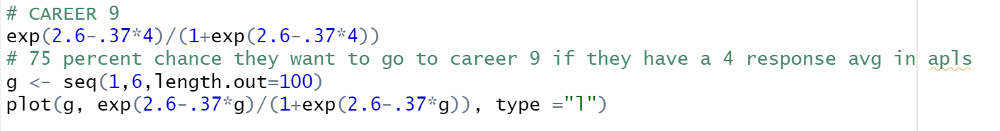 # CAREER 9
exp(2.6-.37*4)/(1+exp(2.6-.37*4))
# 75 percent chance they want to go to career 9 if they have a 4 response avg in apls
g <- seq(1,6,length.out=100)
plot(g, exp(2.6-.37*g)/(1+exp(2.6-.37*g)), type ="l")